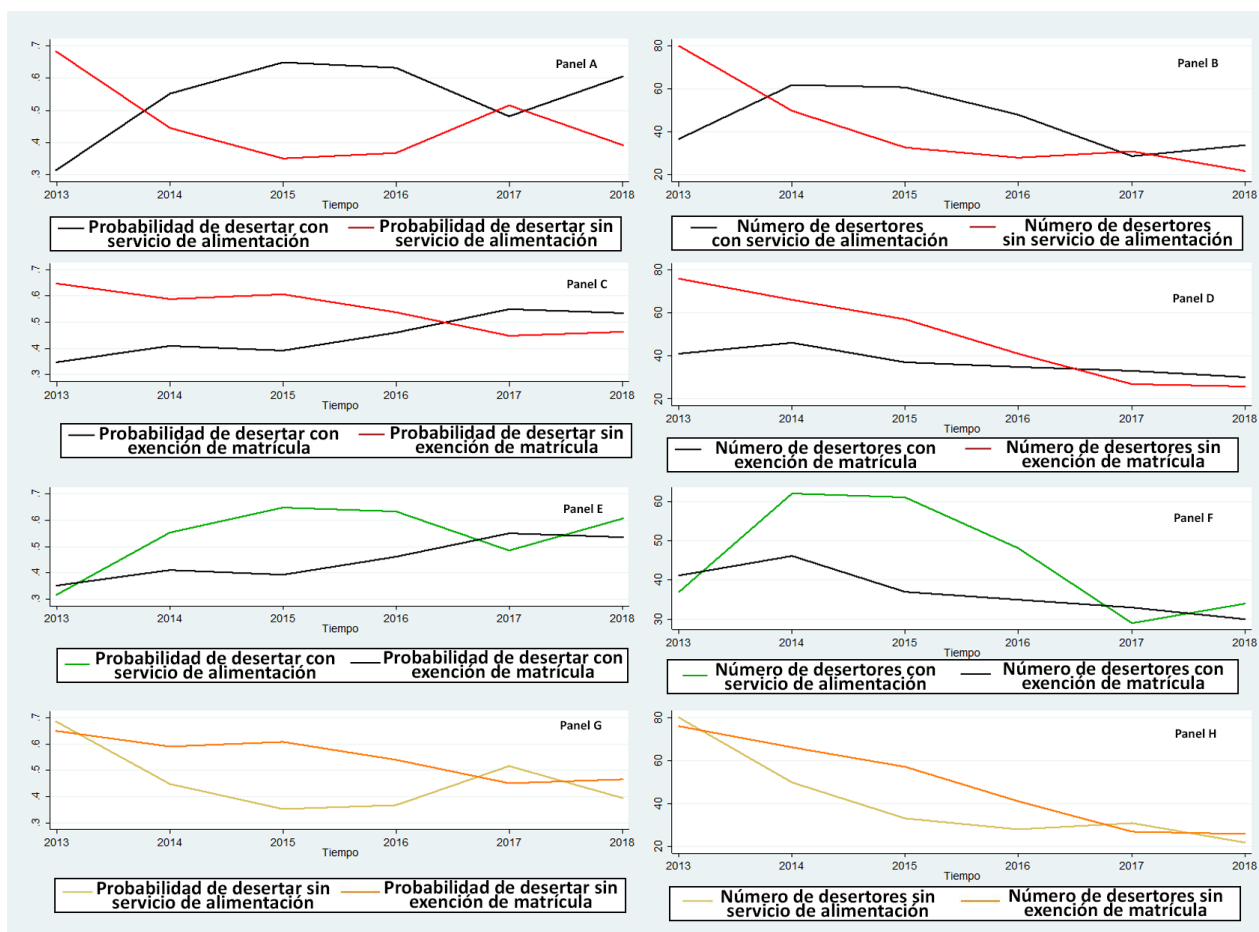 .7
.6
.5
.4
.3
Panel A
2013 2014 2015 2016 2017 2018
Tiempo
Probabilidad de desertar con servicio de alimentación
Probabilidad de desertar sin servicio de alimentación
80
60
40
20
Panel B
2013 2014 2015 2016 2017 2018
Tiempo
Número de desertores con servicio de alimentación
Número de desertores sin servicio de alimentación
.7
.6
.5
.4
.3
Panel C
2013 2014 2015 2016 2017 2018
Tiempo
Probabilidad de desertar con exención de matrícula
Probabilidad de desertar sin exención de matrícula
80
60
40
20
Panel D
2013 2014 2015 2016 2017 2018
Tiempo
Número de desertores con exención de matrícula
Número de desertores sin exención de matrícula
.7
.6
.5
.4
.3
Panel E
2013 2014 2015 2016 2017 2018
Tiempo
Probabilidad de desertar con servicio de alimentación
Probabilidad de desertar con exención de matrícula
60
50
40
30
Panel F
2013 2014 2015 2016 2017 2018
Tiempo
Número de desertores con servicio de alimentación
Número de desertores con exención de matrícula
.7
.6
.5
.4
.3
Panel G
2013 2014 2015 2016 2017 2018
Tiempo
Probabilidad de desertar sin servicio de alimentación
Probabilidad de desertar sin exención de matrícula
80
60
40
20
Panel H
2013 2014 2015 2016 2017 2018
Tiempo
Número de desertores sin servicio de alimentación
Número de desertores sin exención de matrícula